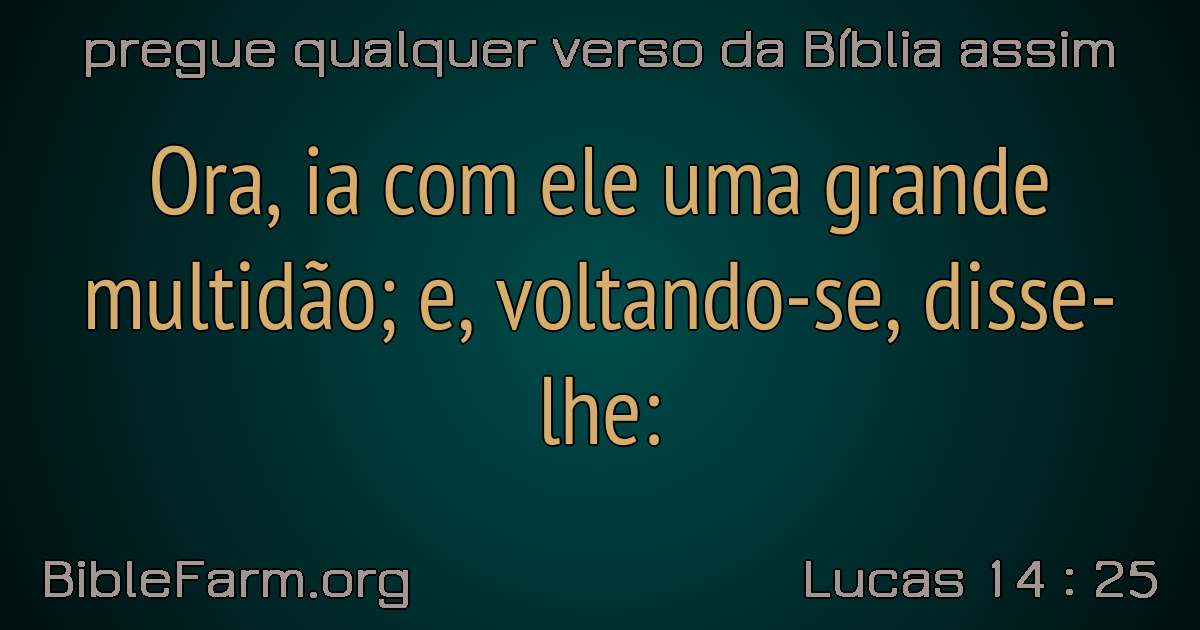 pregue qualquer verso da Bíblia assim
Ora, ia com ele uma grande
multidão; e, voltando-se, disse-
lhe:
BibleFarm.org
Lucas 14 : 25